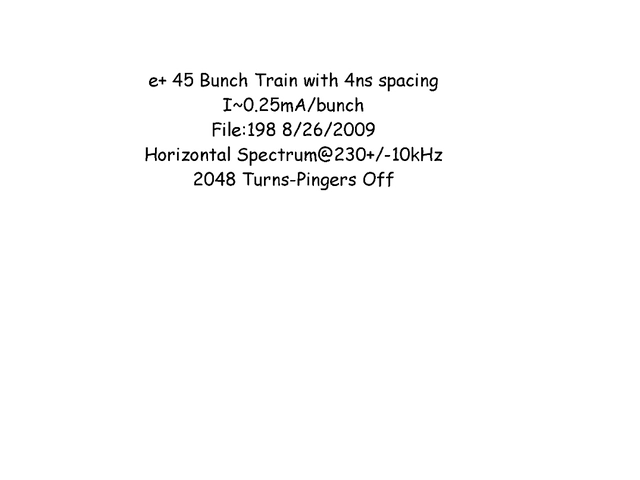 e+ 45 Bunch Train with 4ns spacing
I~0.25mA/bunch
File:198 8/26/2009
Horizontal Spectrum@230+/-10kHz
2048 Turns-Pingers Off